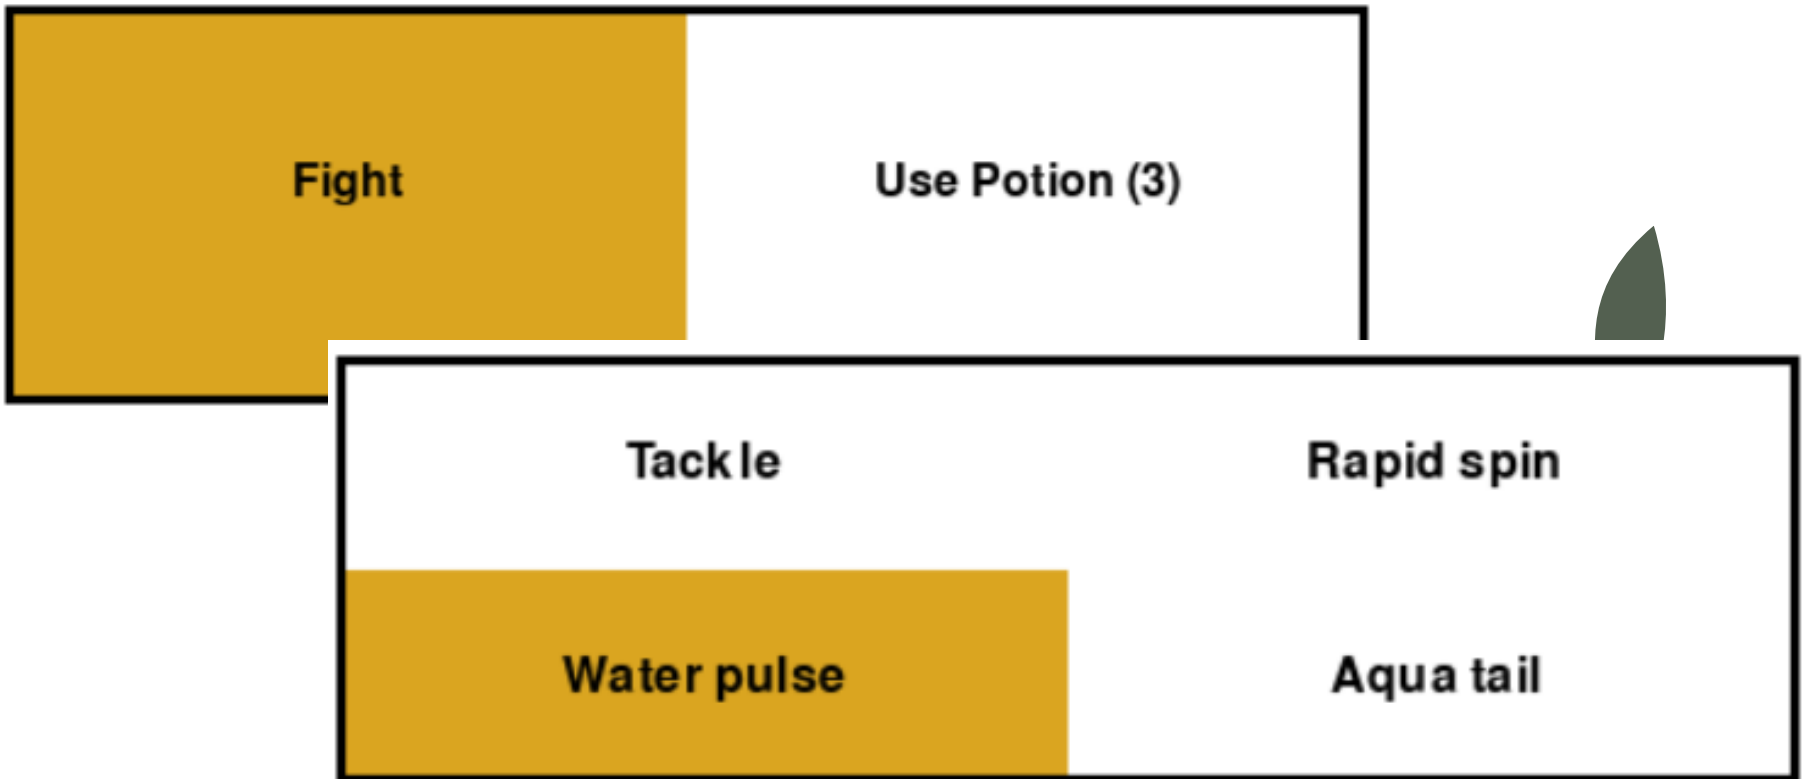 Fight
Use Potion (3)
Tackle
Rapid spin
Water pulse
Aqua tail